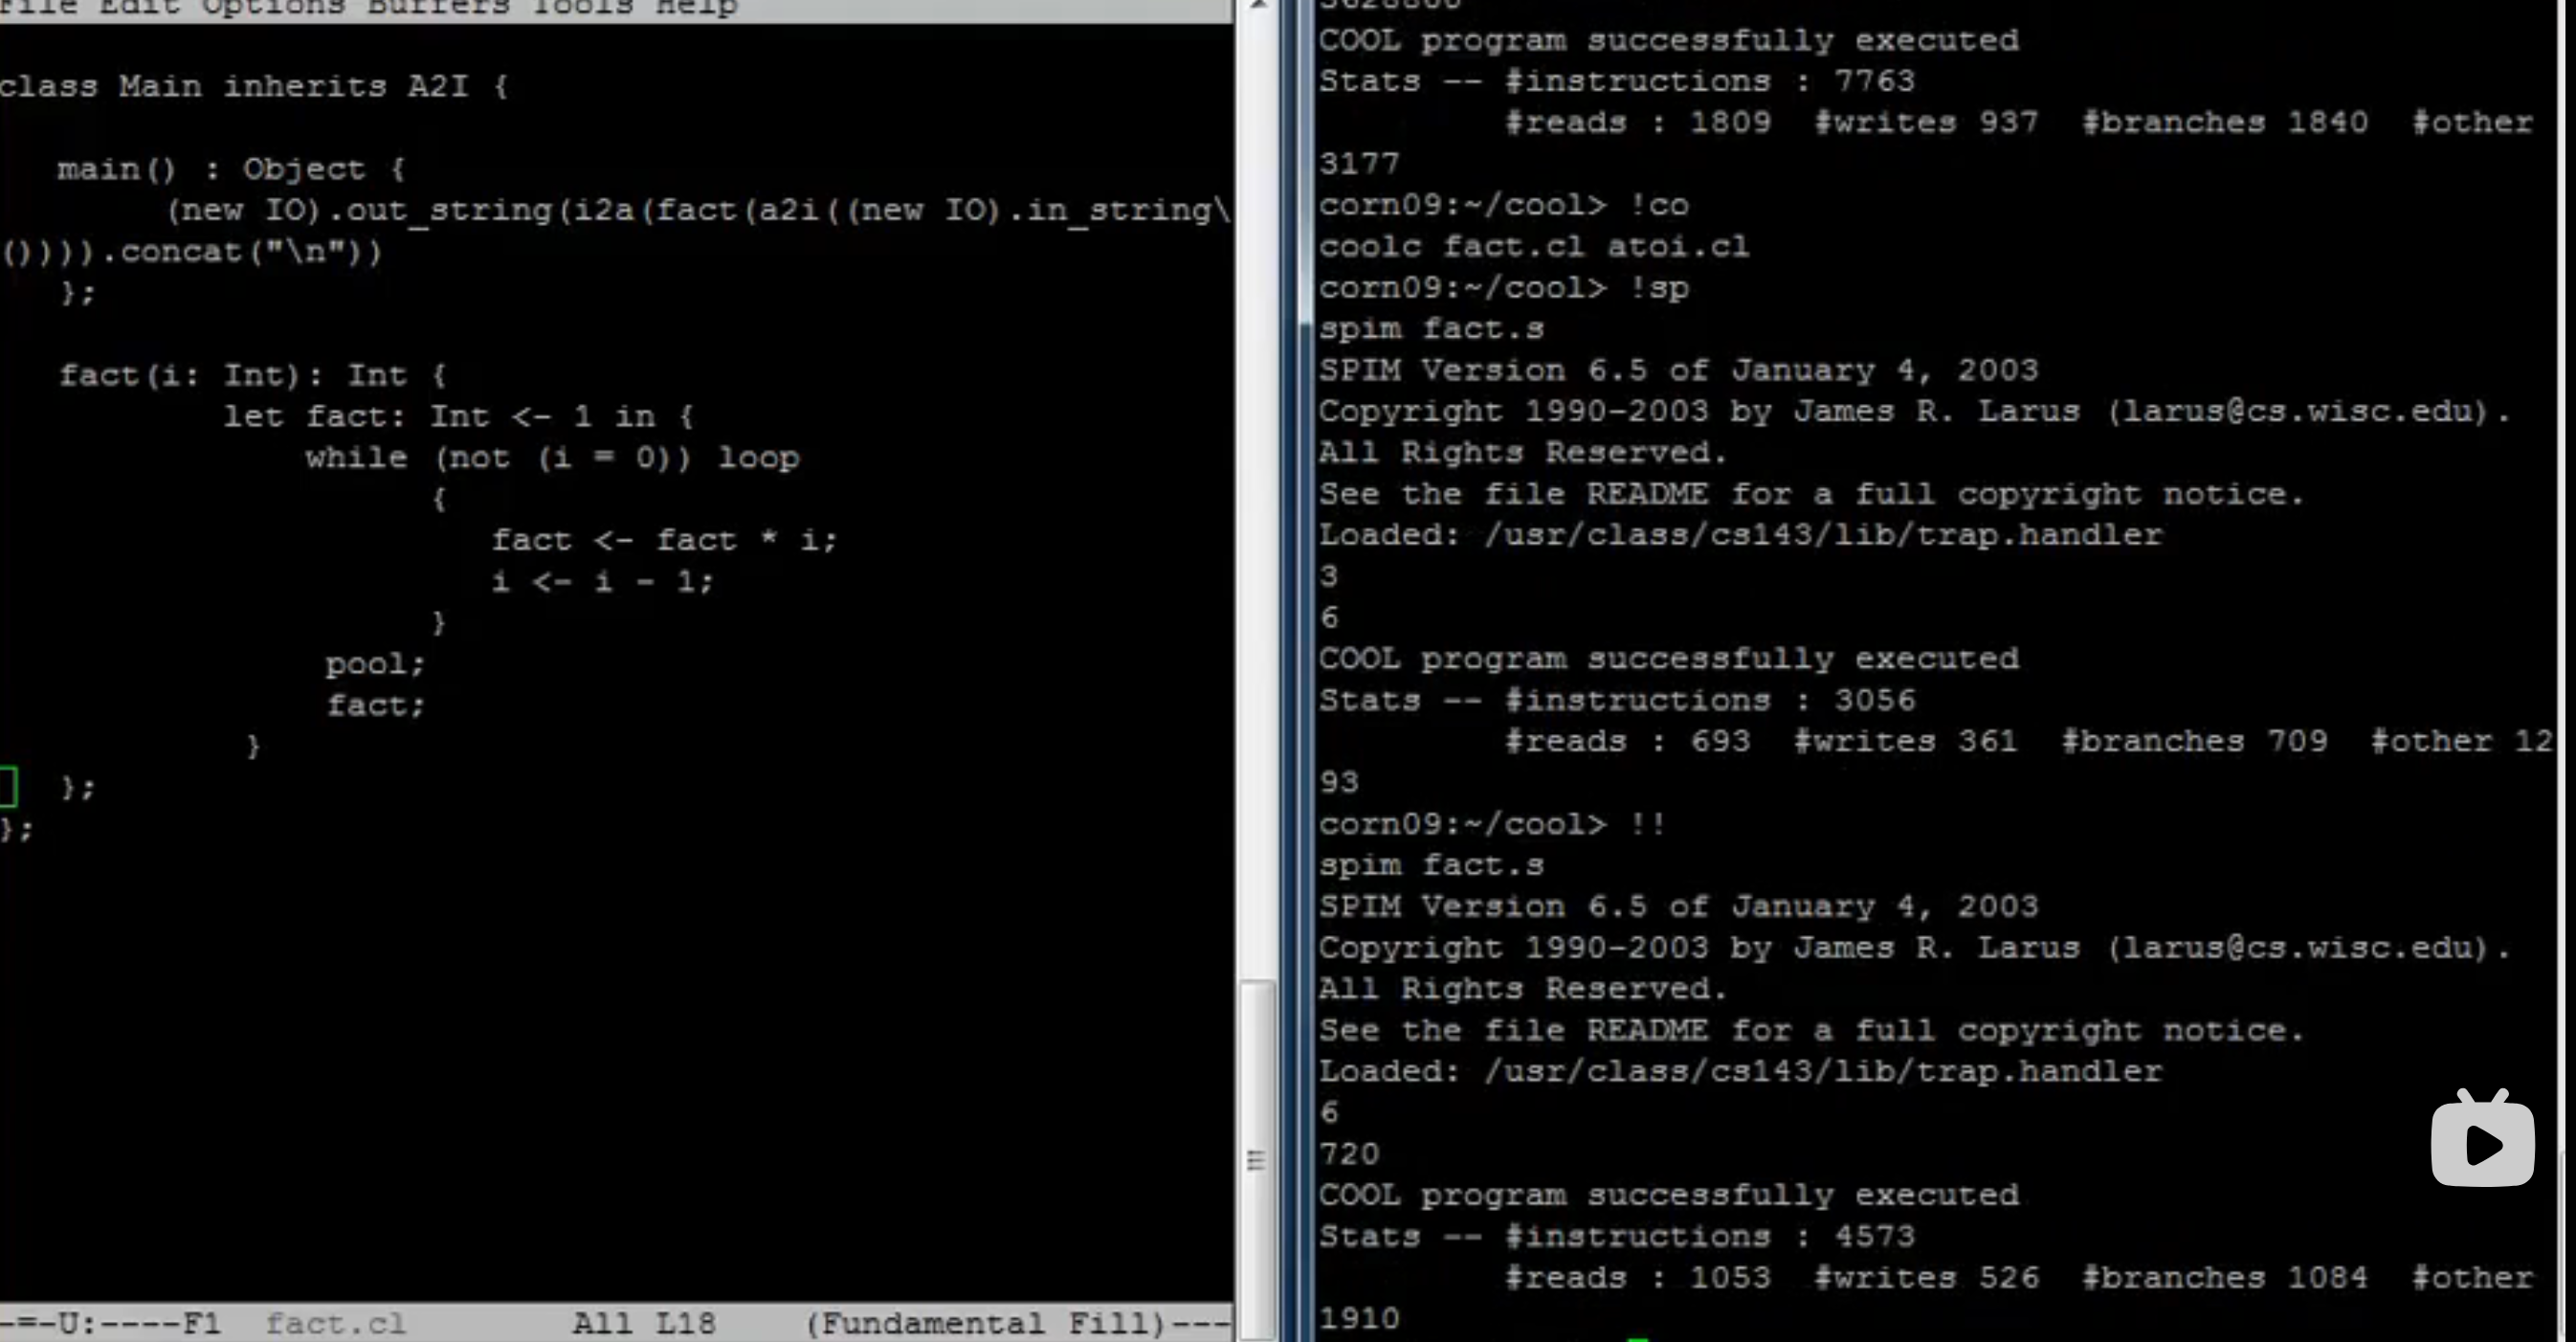 File Edit Options Buffers Tools Help
class Main inherits A2I {
main() : Object {
(new IO).out_string(i2a(fact(a2i((new IO).in_string\
()))).concat("\n"))
};
fact(i: Int): Int {
let fact: Int <- 1 in {
while (not (i = 0)) loop
{
fact <- fact * i;
i <- i - 1;
}
pool;
fact;
}
};
};
-=-U:----F1 fact.cl All L18 (Fundamental Fill)---
3628800
COOL program successfully executed
Stats -- #instructions : 7763
#reads : 1809 #writes 937 #branches 1840 #other
3177
corn09:~/cool> !co
coolc fact.cl atoi.cl
corn09:~/cool> !sp
spim fact.s
SPIM Version 6.5 of January 4, 2003
Copyright 1990-2003 by James R. Larus (larus@cs.wisc.edu).
All Rights Reserved.
See the file README for a full copyright notice.
Loaded: /usr/class/cs143/lib/trap.handler
3
6
COOL program successfully executed
Stats -- #instructions : 3056
#reads : 693 #writes 361 #branches 709 #other 12
93
corn09:~/cool> !!
spim fact.s
SPIM Version 6.5 of January 4, 2003
Copyright 1990-2003 by James R. Larus (larus@cs.wisc.edu).
All Rights Reserved.
See the file README for a full copyright notice.
Loaded: /usr/class/cs143/lib/trap.handler
6
720
COOL program successfully executed
Stats -- #instructions : 4573
#reads : 1053 #writes 526 #branches 1084 #other
1910